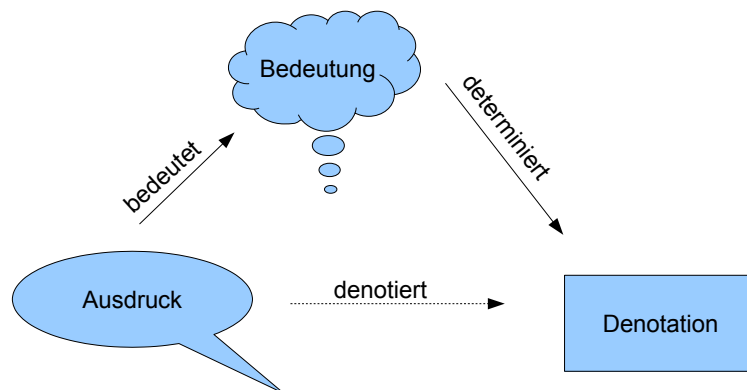 Bedeutung
bedeutet
determiniert
Ausdruck
denotiert
Denotation